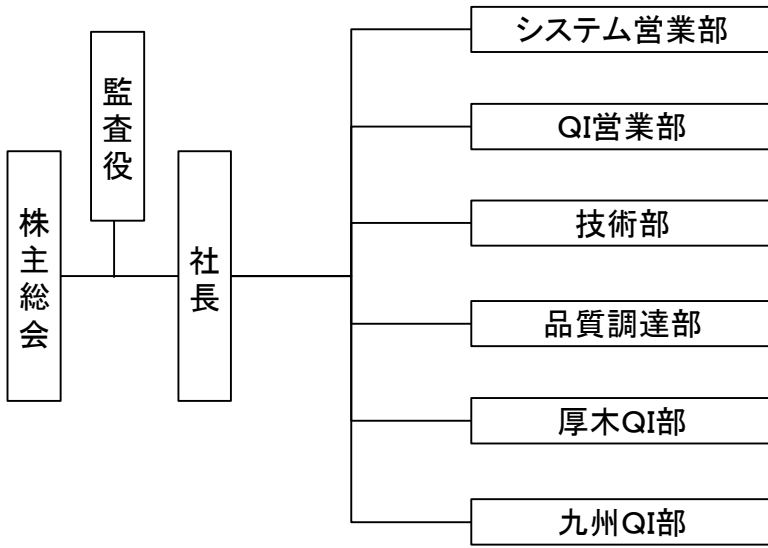 株主総会
監査役
社長
システム営業部
QI営業部
技術部
品質調達部
厚木QI部
九州QI部